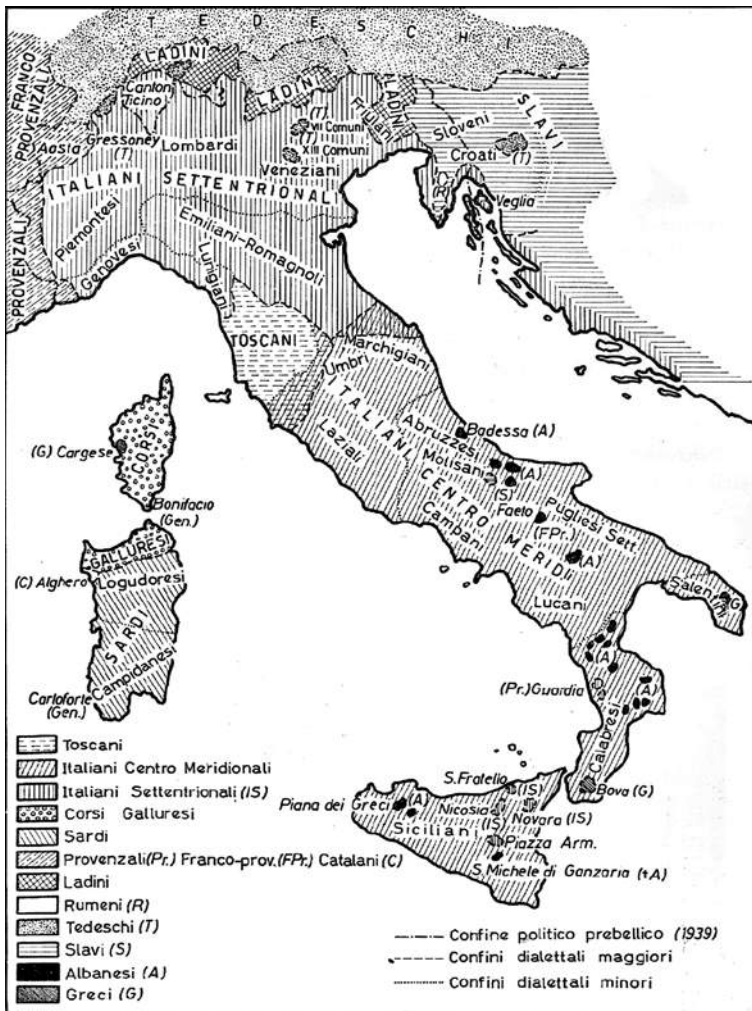 T E D E S C H I
LADINI
FRANCO
PROVENZALI
Canton
Ticino
LADINI
LADINI
SLAVI
Aosta
Gressoney
(T)
Lombardi
(T)
(T)
VII Comuni
XIII Comuni
Friulani
Sloveni
Croati
(T)
Veneziani
ITALIANI SETTENTRIONALI
(R)
Veglia
Piemontesi
PROVENZALI
Genovesi
Emiliani-Romagnoli
Lunigiani
TOSCANI
Marchigiani
Umbri
ITALIANI CENTRO MERIDI
Laziali
Abruzzesi
Molisani
Badessa (A)
(A)
(S)
Faeto
(FPr.)
Pugliesi Sett.
Campani
(A)
Lucani
Salentini
G
(G) Cargese
CORSI
Bonifacio
(Gen.)
GALLURESI
(C) Alghero
Logudoresi
SARDI
Campidanesi
Carloforte
(Gen.)
(A)
(Pr.) Guardia
(A)
Calabresi
Bova (G)
S.Fratello
(IS)
Piana dei Greci
(A)
Nicosia
(IS)
Novara (IS)
Siciliani
Piazza Arm.
S. Michele di Ganzaria (+A)
Toscani
Italiani Centro Meridionali
Italiani Settentrionali (IS)
Corsi Galluresi
Sardi
Provenzali (Pr.) Franco-prov. (FPr.) Catalani (C)
Ladini
Rumeni (R)
Tedeschi (T)
Slavi (S)
Albanesi (A)
Greci (G)
Confine politico prebellico (1939)
Confini dialettali maggiori
Confini dialettali minori